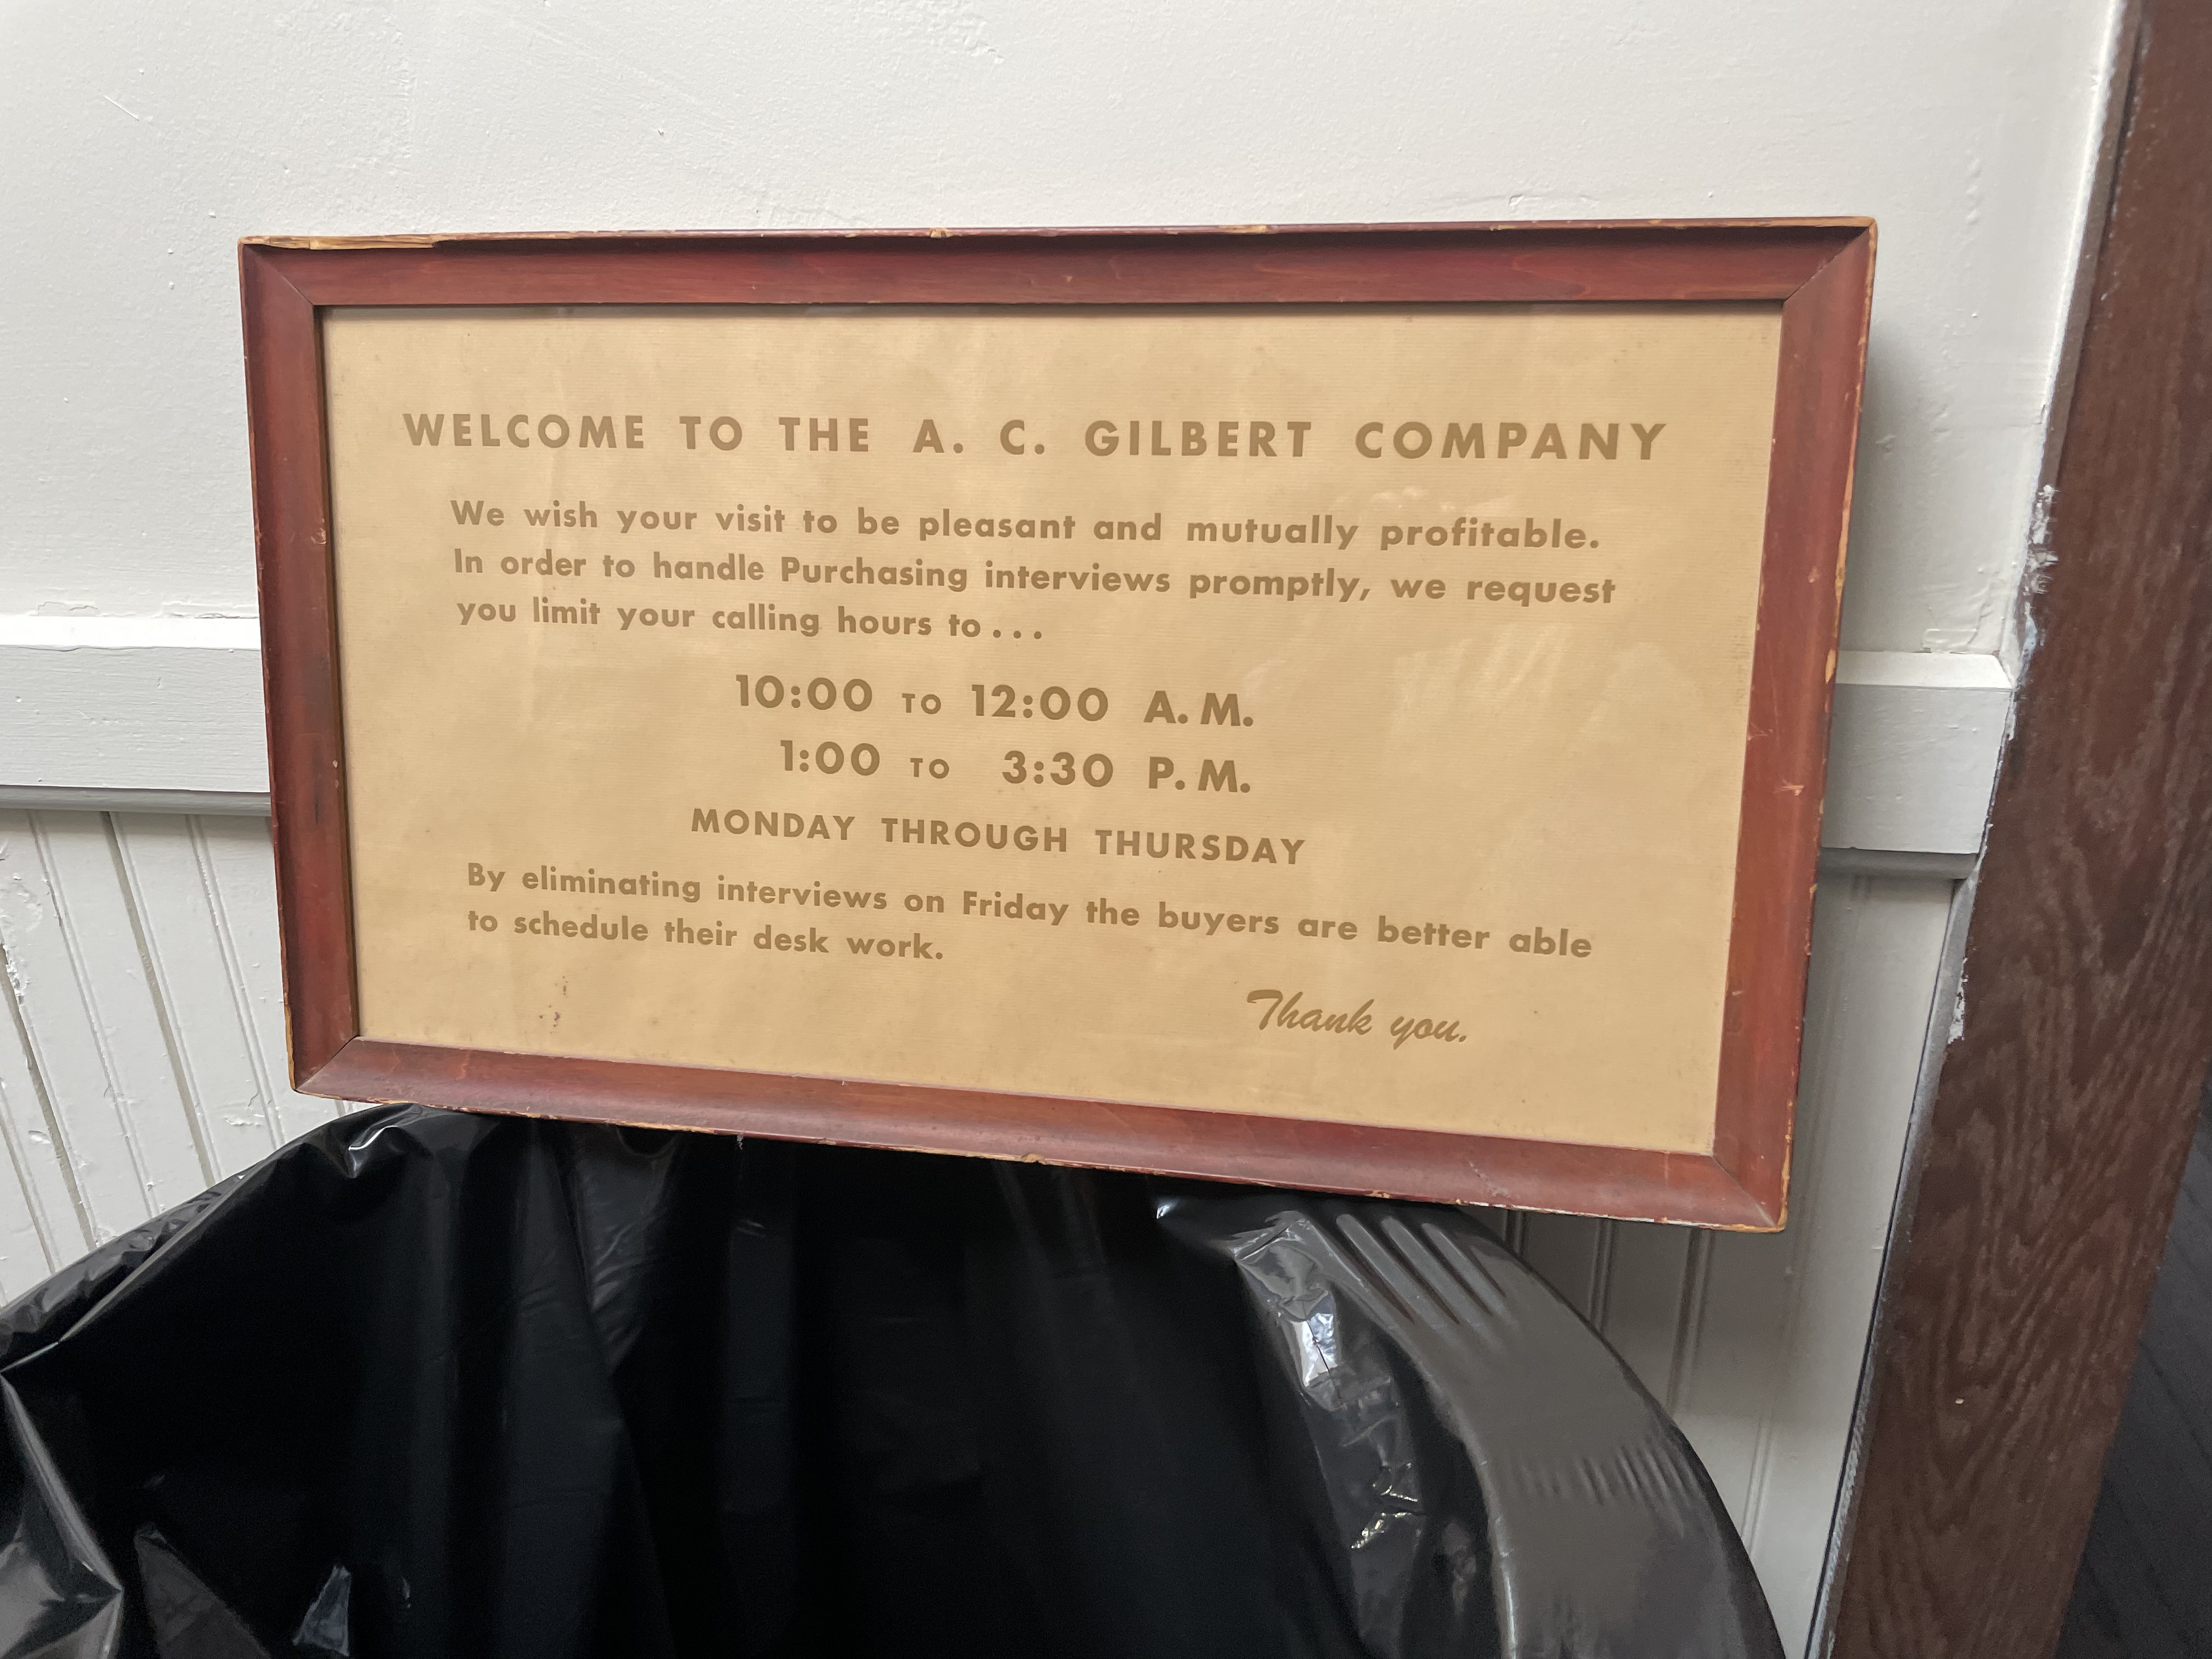 WELCOME TO THE A. C. GILBERT COMPANY
We wish your visit to be pleasant and mutually profitable.
In order to handle Purchasing interviews promptly, we request
you limit your calling hours to...
10:00 TO 12:00 A.M.
1:00 TO 3:30 P.M.
MONDAY THROUGH THURSDAY
By eliminating interviews on Friday the buyers are better able
to schedule their desk work.
Thank you.